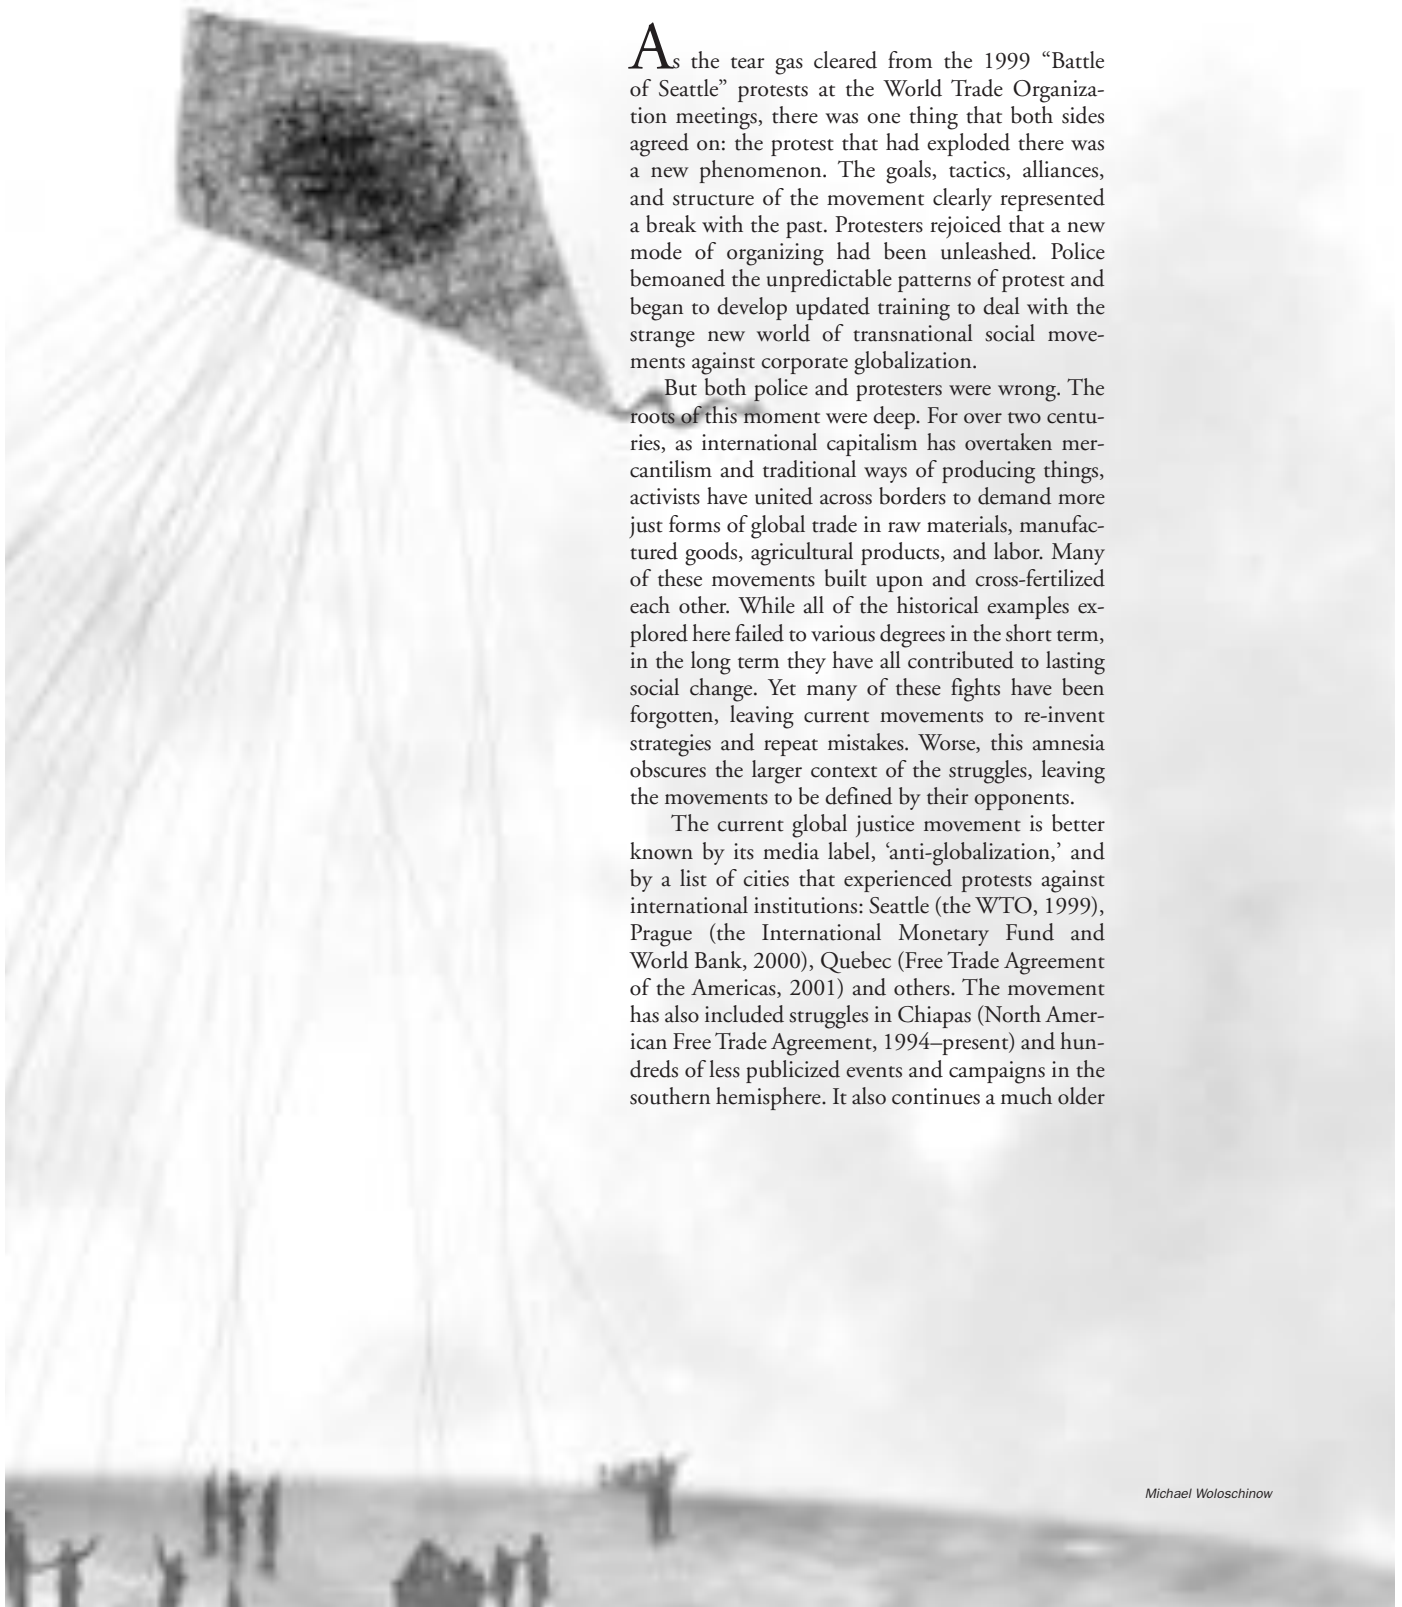 As the tear gas cleared from the 1999 “Battle
of Seattle” protests at the World Trade Organiza-
tion meetings, there was one thing that both sides
agreed on: the protest that had exploded there was
a new phenomenon. The goals, tactics, alliances,
and structure of the movement clearly represented
a break with the past. Protesters rejoiced that a new
mode of organizing had been unleashed. Police
bemoaned the unpredictable patterns of protest and
began to develop updated training to deal with the
strange new world of transnational social move-
ments against corporate globalization.
But both police and protesters were wrong. The
roots of this moment were deep. For over two centu-
ries, as international capitalism has overtaken mer-
cantilism and traditional ways of producing things,
activists have united across borders to demand more
just forms of global trade in raw materials, manufac-
tured goods, agricultural products, and labor. Many
of these movements built upon and cross-fertilized
each other. While all of the historical examples ex-
plored here failed to various degrees in the short term,
in the long term they have all contributed to lasting
social change. Yet many of these fights have been
forgotten, leaving current movements to re-invent
strategies and repeat mistakes. Worse, this amnesia
obscures the larger context of the struggles, leaving
the movements to be defined by their opponents.
The current global justice movement is better
known by its media label, ‘anti-globalization,’ and
by a list of cities that experienced protests against
international institutions: Seattle (the WTO, 1999),
Prague (the International Monetary Fund and
World Bank, 2000), Quebec (Free Trade Agreement
of the Americas, 2001) and others. The movement
has also included struggles in Chiapas (North Amer-
ican Free Trade Agreement, 1994–present) and hun-
dreds of less publicized events and campaigns in the
southern hemisphere. It also continues a much older
Michael Woloschinow